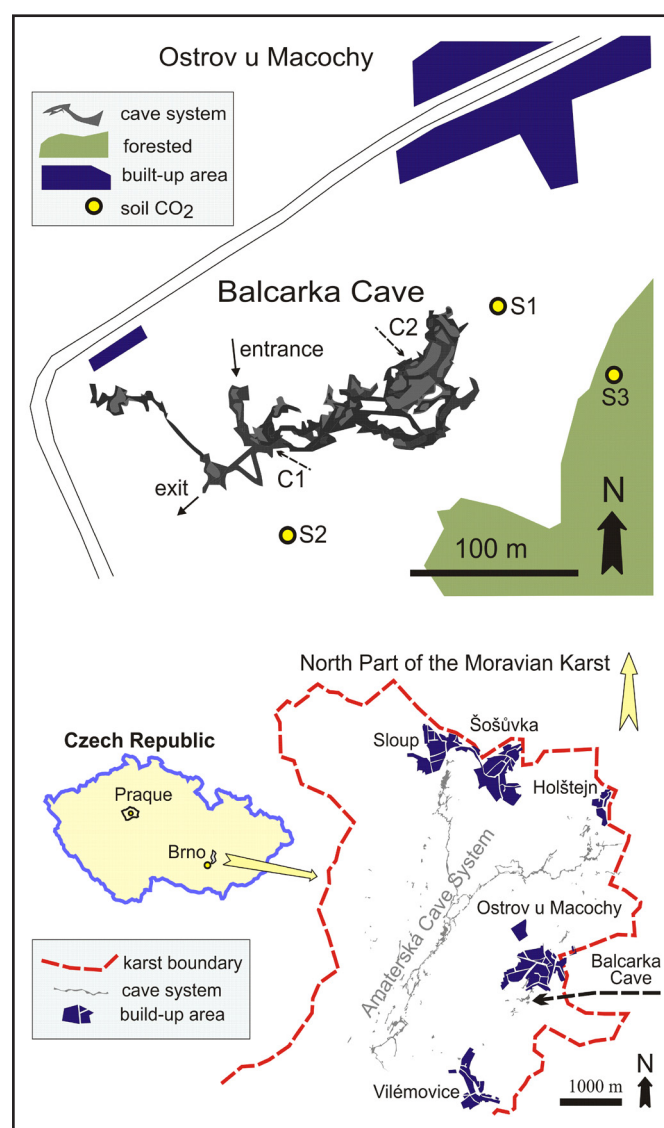 Ostrov u Macochy
cave system
forested
built-up area
soil CO2
Balcarka Cave
S1
C2
entrance
S3
C1
exit
S2
N
100 m
North Part of the Moravian Karst
Šošůvka
Sloup
Czech Republic
Holštejn
Praque
Brno
Amaterská Cave System
Ostrov u Macochy
karst boundary
cave system
build-up area
Balcarka
Cave
Vilémovice
N
1000 m